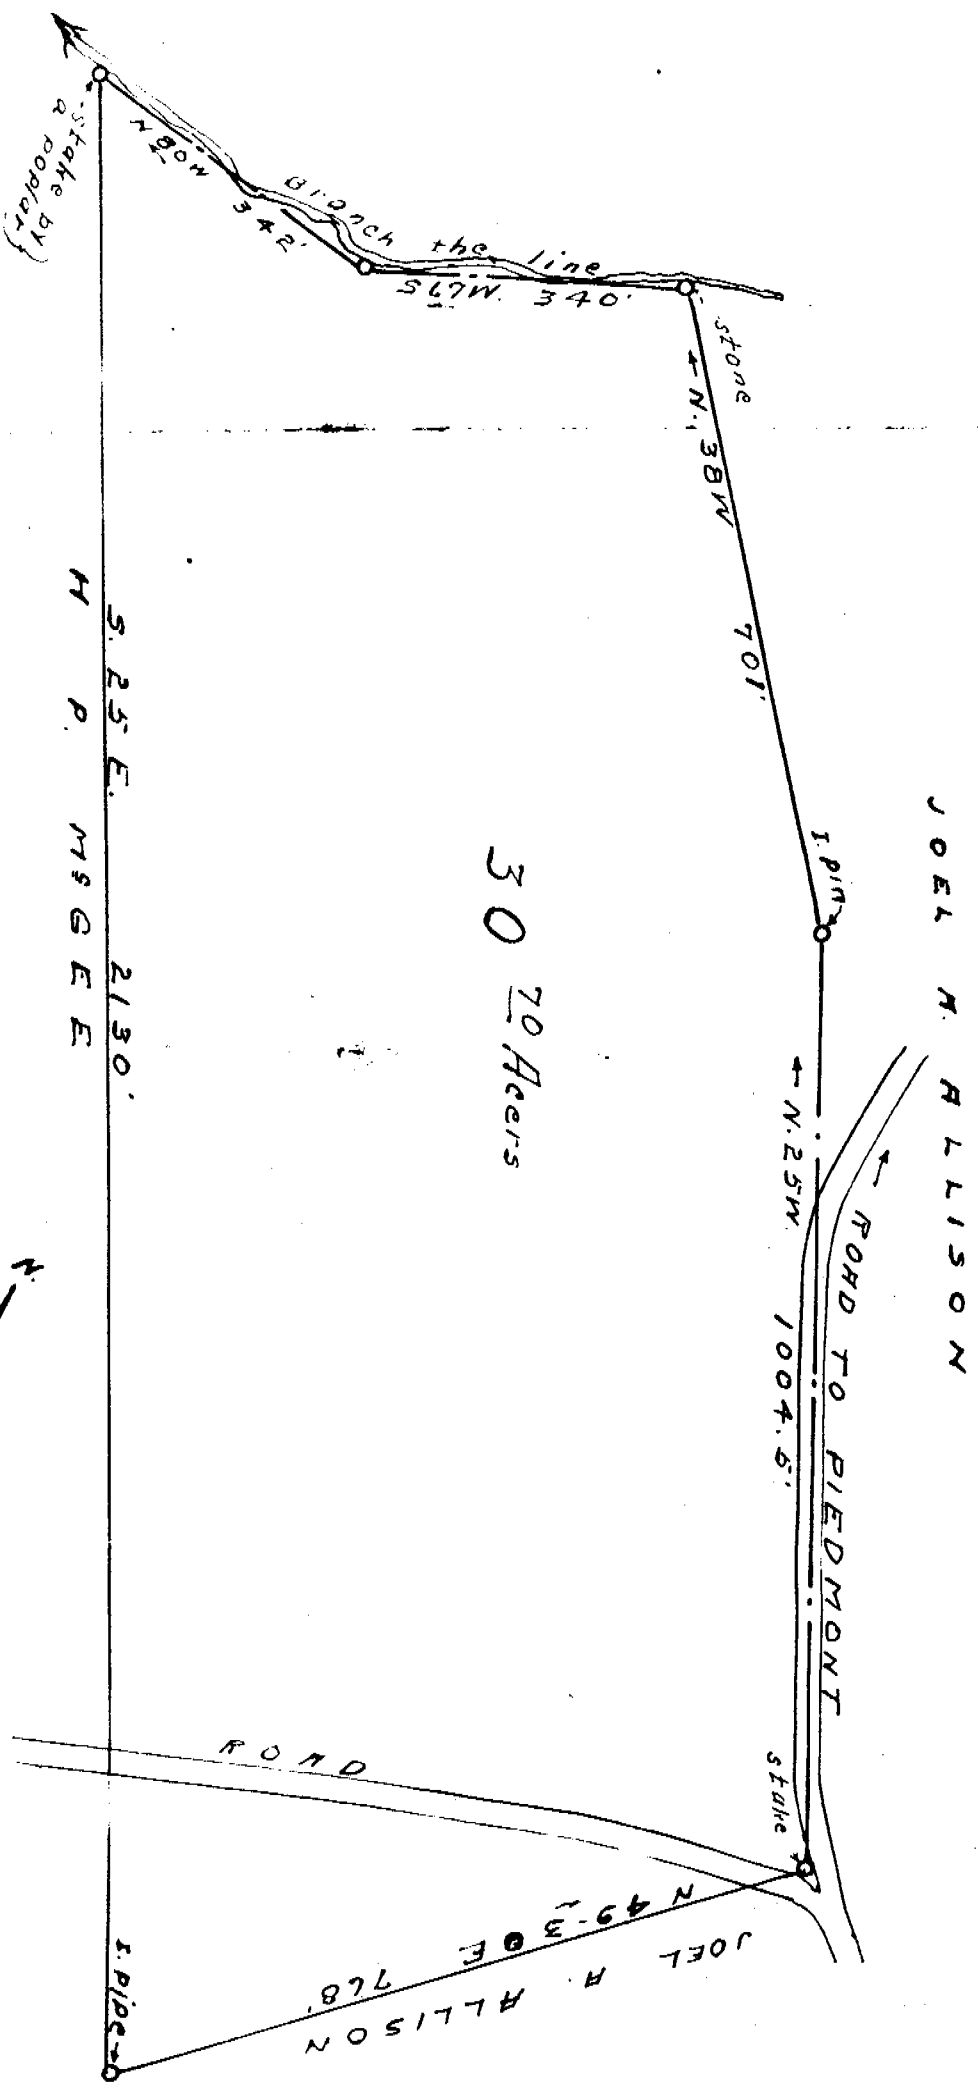 JOEL A. ALLISON
← ROAD TO PIEDMONT
I. pin
← N. 25 W. 1004.5'
stake
stone
← N. 38 W 701'
Branch the line
S 67 W. 340'
N 80 W 342'
stake by
a poplar
30 70 Acers
S. 25 E. 2130'
P. McGEE
ROAD
N 49-30 E 768'
JOEL A. ALLISON
I. Pipe
N.